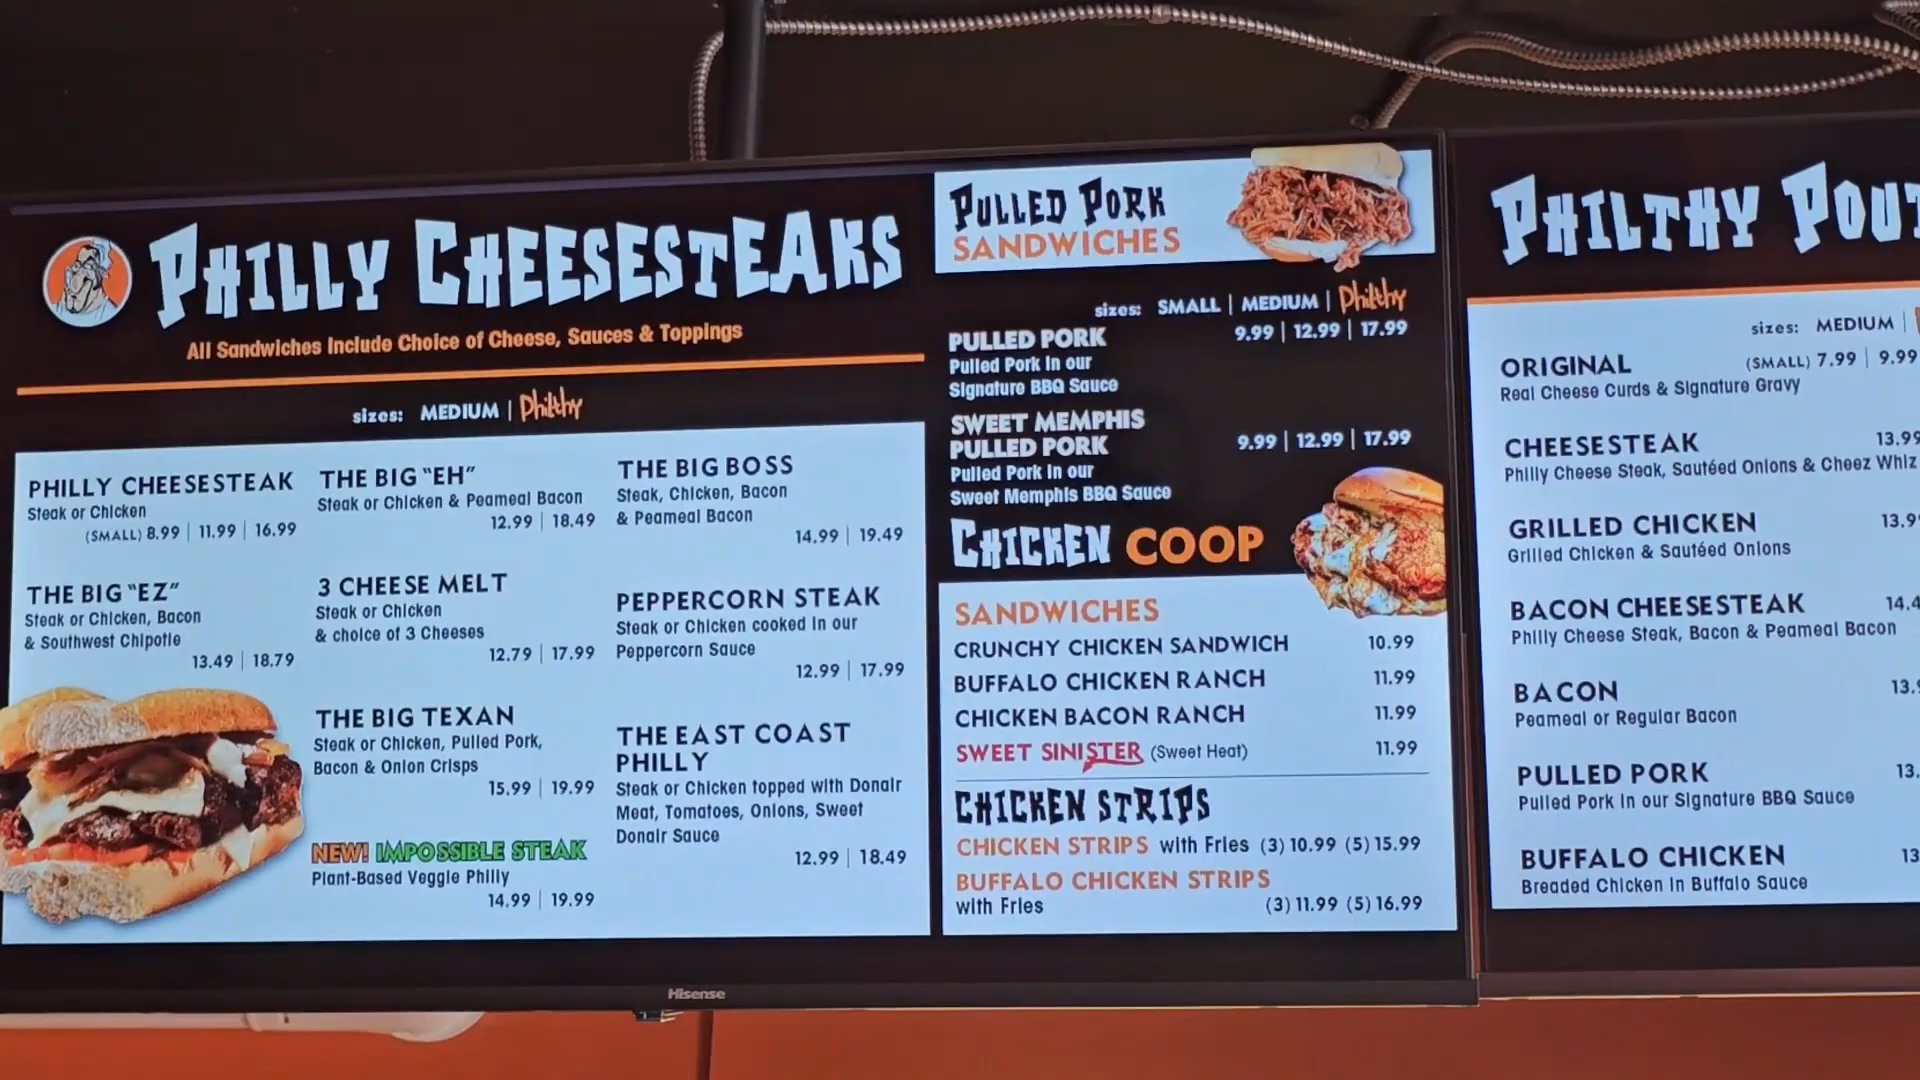 PHILLY CHEESESTEAKS
All Sandwiches Include Choice of Cheese, Sauces & Toppings
sizes: MEDIUM | Philthy
PHILLY CHEESESTEAK
Steak or Chicken
(SMALL) 8.99 | 11.99 | 16.99
THE BIG "EZ"
Steak or Chicken, Bacon
& Southwest Chipotle
13.49 | 18.79
THE BIG "EH"
Steak or Chicken & Peameal Bacon
12.99 | 18.49
3 CHEESE MELT
Steak or Chicken
& choice of 3 Cheeses
12.79 | 17.99
THE BIG TEXAN
Steak or Chicken, Pulled Pork,
Bacon & Onion Crisps
15.99 | 19.99
NEW! IMPOSSIBLE STEAK
Plant-Based Veggie Philly
14.99 | 19.99
THE BIG BOSS
Steak, Chicken, Bacon
& Peameal Bacon
14.99 | 19.49
PEPPERCORN STEAK
Steak or Chicken cooked in our
Peppercorn Sauce
12.99 | 17.99
THE EAST COAST
PHILLY
Steak or Chicken topped with Donair
Meat, Tomatoes, Onions, Sweet
Donair Sauce
12.99 | 18.49
PULLED PORK
SANDWICHES
sizes: SMALL | MEDIUM | Philthy
PULLED PORK 9.99 | 12.99 | 17.99
Pulled Pork in our
Signature BBQ Sauce
SWEET MEMPHIS
PULLED PORK 9.99 | 12.99 | 17.99
Pulled Pork in our
Sweet Memphis BBQ Sauce
CHICKEN COOP
SANDWICHES
CRUNCHY CHICKEN SANDWICH 10.99
BUFFALO CHICKEN RANCH 11.99
CHICKEN BACON RANCH 11.99
SWEET SINISTER (Sweet Heat) 11.99
CHICKEN STRIPS
CHICKEN STRIPS with Fries (3) 10.99 (5) 15.99
BUFFALO CHICKEN STRIPS
with Fries (3) 11.99 (5) 16.99
Hisense
PHILTHY POUT
sizes: MEDIUM |
ORIGINAL (SMALL) 7.99 | 9.99
Real Cheese Curds & Signature Gravy
CHEESESTEAK 13.99
Philly Cheese Steak, Sautéed Onions & Cheez Whiz
GRILLED CHICKEN 13.9
Grilled Chicken & Sautéed Onions
BACON CHEESESTEAK 14.4
Philly Cheese Steak, Bacon & Peameal Bacon
BACON 13.
Peameal or Regular Bacon
PULLED PORK 13.
Pulled Pork in our Signature BBQ Sauce
BUFFALO CHICKEN 13
Breaded Chicken in Buffalo Sauce